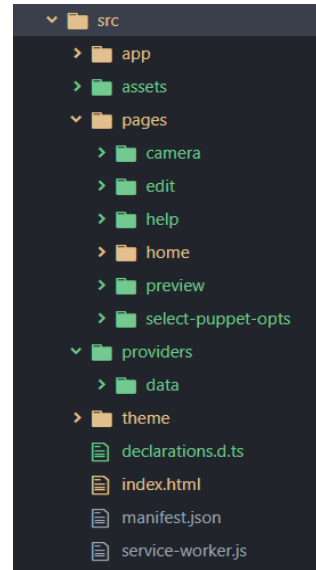 src
app
assets
pages
camera
edit
help
home
preview
select-puppet-opts
providers
data
theme
declarations.d.ts
index.html
manifest.json
service-worker.js